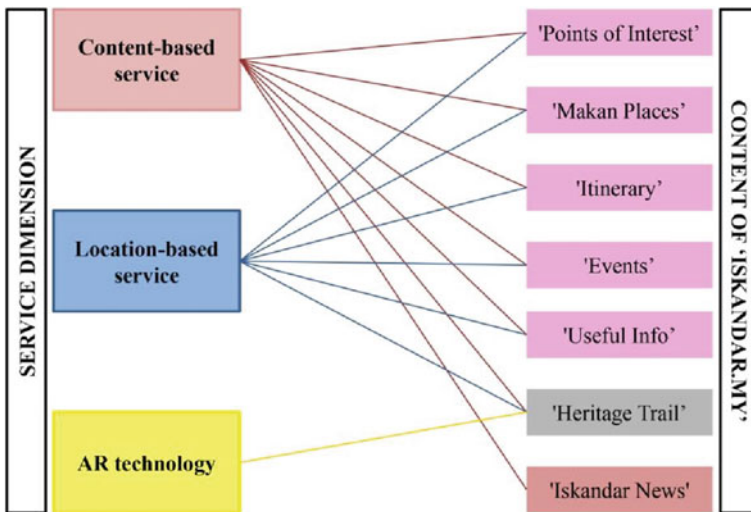 SERVICE DIMENSION
Content-based
service
Location-based
service
AR technology
'Points of Interest’
'Makan Places’
'Itinerary’
'Events’
'Useful Info’
'Heritage Trail’
'Iskandar News'
CONTENT OF ‘ISKANDAR.MY’